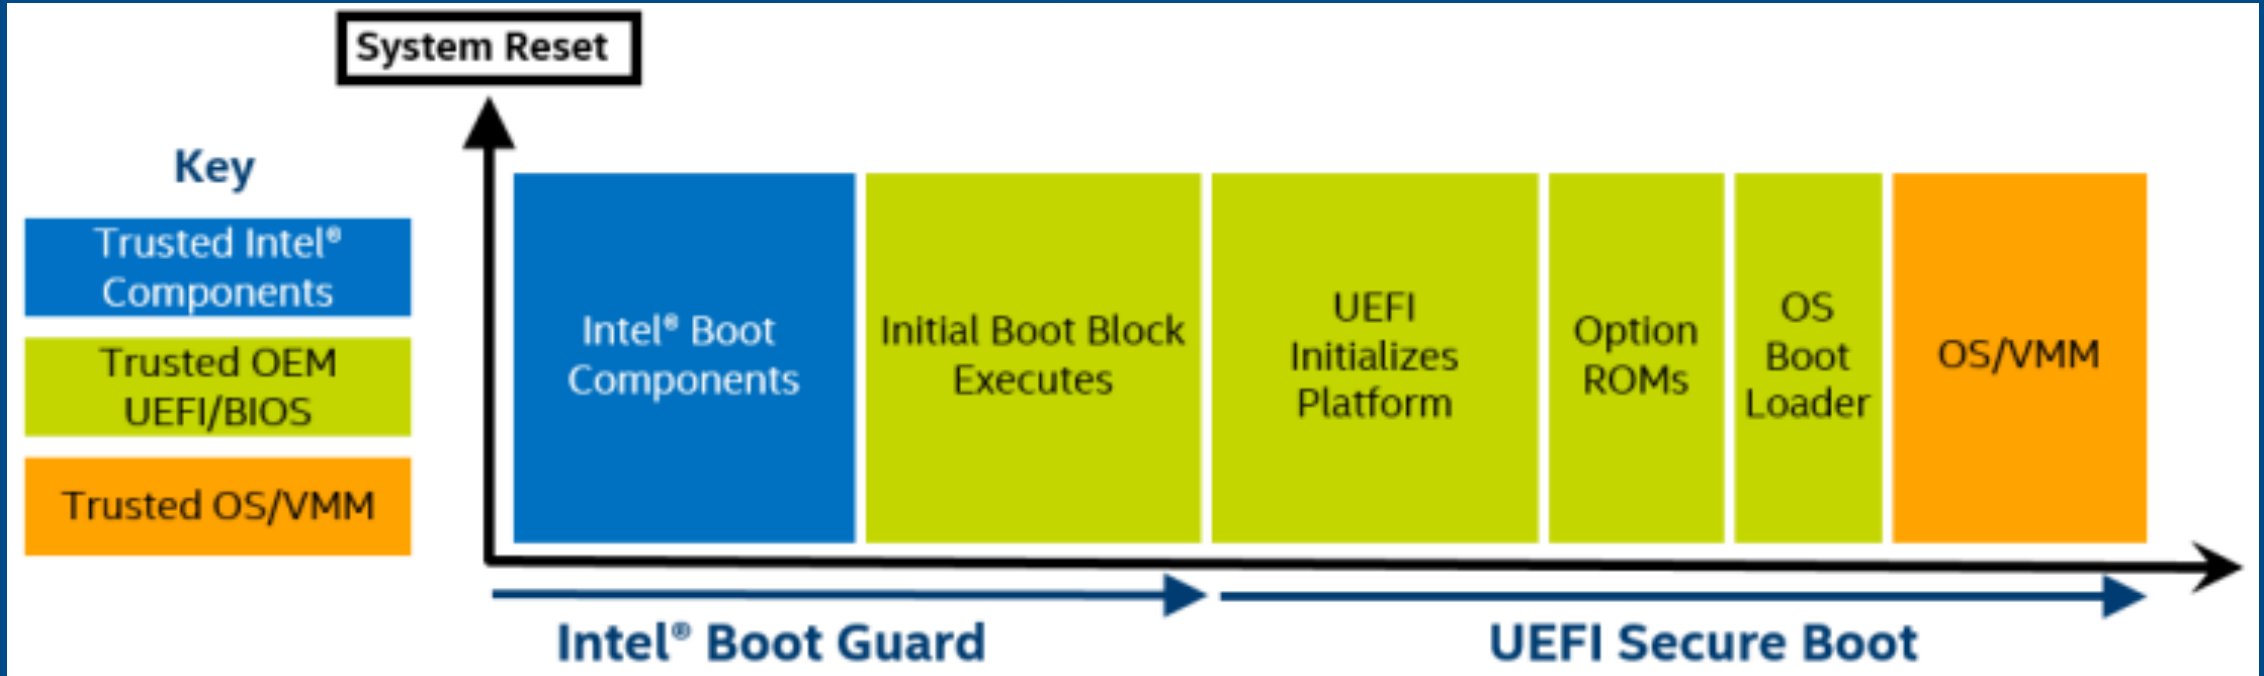 System Reset
Key
Trusted Intel®
Components
Trusted OEM
UEFI/BIOS
Trusted OS/VMM
Intel® Boot
Components
Initial Boot Block
Executes
UEFI
Initializes
Platform
Option
ROMs
OS
Boot
Loader
OS/VMM
Intel® Boot Guard
UEFI Secure Boot